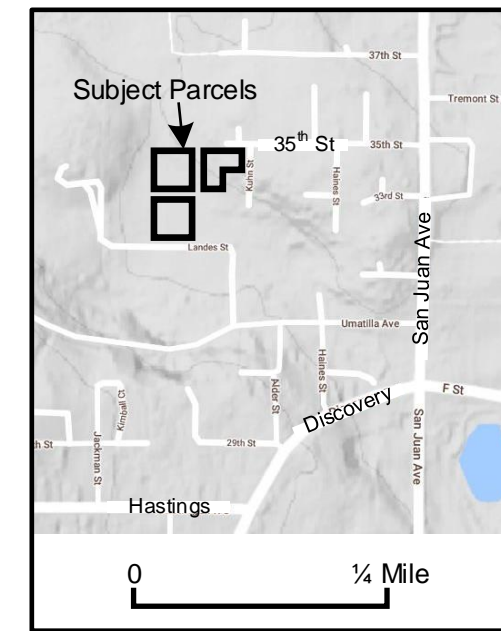 37th St
Subject Parcels
Tremont St
35th St
35th St
Kuhn St
Haines St
33rd St
San Juan Ave
Landes St
Umatilla Ave
Haines St
Alder St
Discovery
F St
Kimball Ct
Jackman St
th St
29th St
San Juan Ave
Hastings
0 ¼ Mile